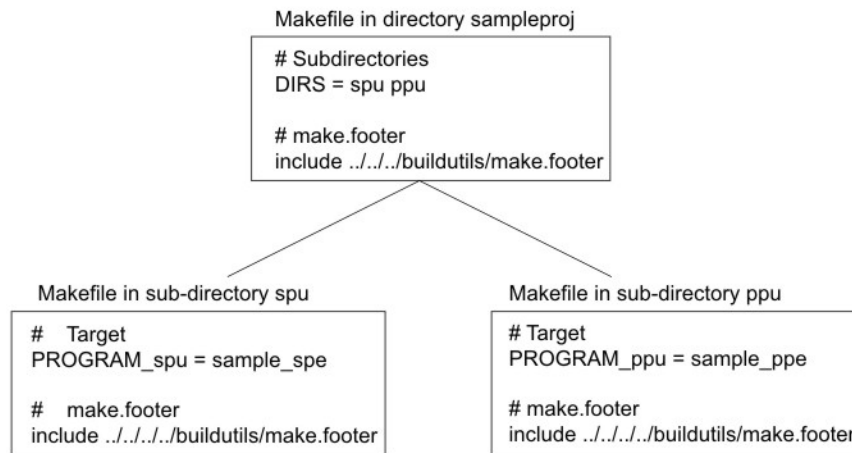 Makefile in directory sampleproj
# Subdirectories
DIRS = spu ppu
# make.footer
include ../../../buildutils/make.footer
Makefile in sub-directory spu
#    Target
PROGRAM_spu = sample_spe
#    make.footer
include ../../../../buildutils/make.footer
Makefile in sub-directory ppu
# Target
PROGRAM_ppu = sample_ppe
# make.footer
include ../../../../buildutils/make.footer